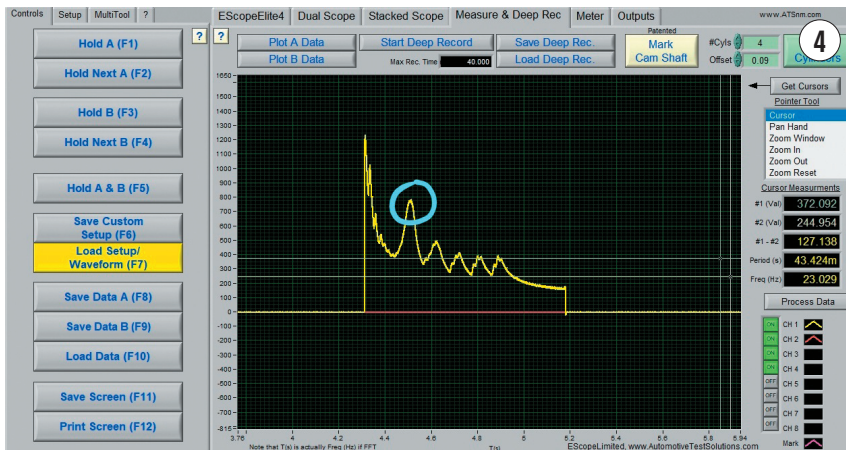 Controls Setup MultiTool ?
EScopeElite4 Dual Scope Stacked Scope Measure & Deep Rec Meter Outputs
www.ATSnm.com
Hold A (F1)
Hold Next A (F2)
Hold B (F3)
Hold Next B (F4)
Hold A & B (F5)
Save Custom
Setup (F6)
Load Setup/
Waveform (F7)
Save Data A (F8)
Save Data B (F9)
Load Data (F10)
Save Screen (F11)
Print Screen (F12)
? ?
Plot A Data Start Deep Record Save Deep Rec.
Plot B Data Max Rec. Time 40.000 Load Deep Rec.
Patented
Mark
Cam Shaft
#Cyls 4
Offset 0.09
4
1650
1500
1400
1300
1200
1100
1000
900
800
700
600
500
400
300
200
100
0
-100
-200
-300
-400
-500
-600
-700
-815
3.76 4 4.2 4.4 4.6 4.8 5 5.2 5.4 5.6 5.8 5.94
Note that T(s) is actually Freq (Hz) if FFT T(s) EScopeLimited, www.AutomotiveTestSolutions.com
Get Cursors
Pointer Tool
Cursor
Pan Hand
Zoom Window
Zoom In
Zoom Out
Zoom Reset
Cursor Measurments
#1 (Val) 372.092
#2 (Val) 244.954
#1 - #2 127.138
Period (s) 43.424m
Freq (Hz) 23.029
Process Data
ON CH 1
ON CH 2
ON CH 3
ON CH 4
OFF CH 5
OFF CH 6
OFF CH 7
OFF CH 8
Mark